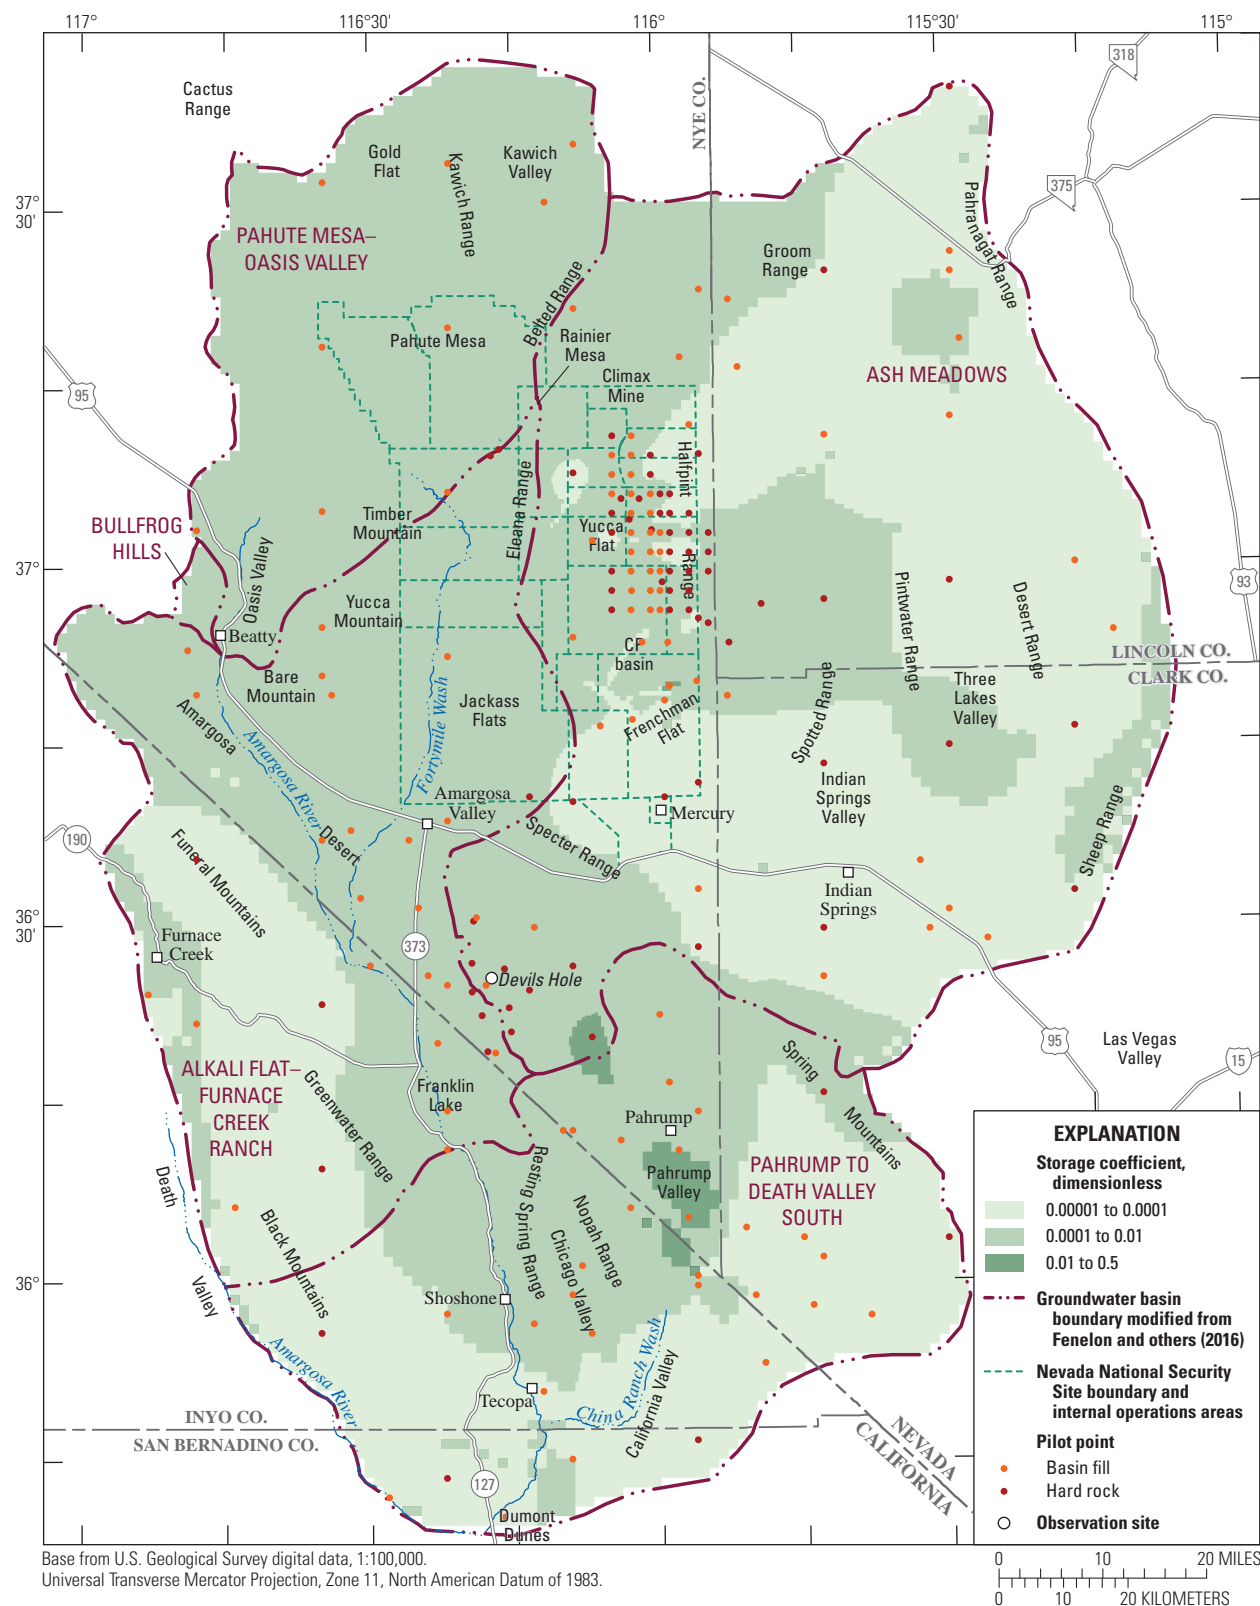 117°
116°30'
116°
115°30'
115°
318
Cactus
Range
NYE CO.
Gold
Flat
Kawich
Valley
Kawich Range
375
37°
30'
Pahranagat Range
PAHUTE MESA–
OASIS VALLEY
Groom
Range
Belted Range
Pahute Mesa
Rainier
Mesa
Climax
Mine
ASH MEADOWS
95
Halfpint
Range
Eleana Range
Timber
Mountain
Yucca
Flat
BULLFROG
HILLS
Oasis Valley
37°
93
Pintwater Range
Desert Range
Yucca
Mountain
Beatty
CF
basin
LINCOLN CO.
CLARK CO.
Bare
Mountain
Three
Lakes
Valley
Jackass
Flats
Fortymile Wash
Frenchman
Flat
Spotted Range
Amargosa
Desert
Amargosa River
Indian
Springs
Valley
Amargosa
Valley
Mercury
Sheep Range
190
Funeral Mountains
Specter Range
Indian
Springs
36°
30'
Furnace
Creek
373
Devils Hole
95
Las Vegas
Valley
15
Spring
Mountains
ALKALI FLAT–
FURNACE
CREEK
RANCH
Greenwater Range
Franklin
Lake
Pahrump
Death
Valley
Pahrump
Valley
PAHRUMP TO
DEATH VALLEY
SOUTH
Resting Spring Range
Nopah Range
Chicago Valley
Black Mountains
36°
Shoshone
Amargosa River
China Ranch Wash
California Valley
Tecopa
INYO CO.
SAN BERNADINO CO.
NEVADA
CALIFORNIA
127
Dumont
Dunes
EXPLANATION
Storage coefficient,
dimensionless
0.00001 to 0.0001
0.0001 to 0.01
0.01 to 0.5
Groundwater basin
boundary modified from
Fenelon and others (2016)
Nevada National Security
Site boundary and
internal operations areas
Pilot point
Basin fill
Hard rock
Observation site
Base from U.S. Geological Survey digital data, 1:100,000.
Universal Transverse Mercator Projection, Zone 11, North American Datum of 1983.
0 10 20 MILES
0 10 20 KILOMETERS